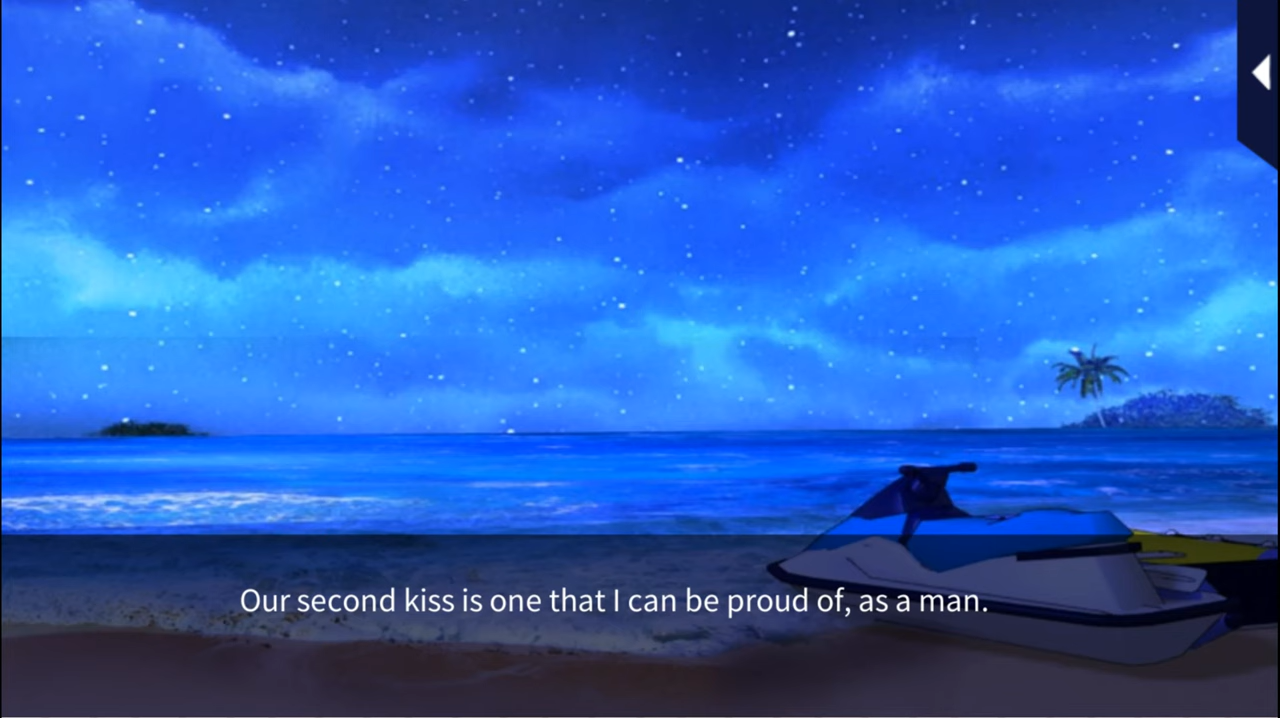 Our second kiss is one that I can be proud of, as a man.